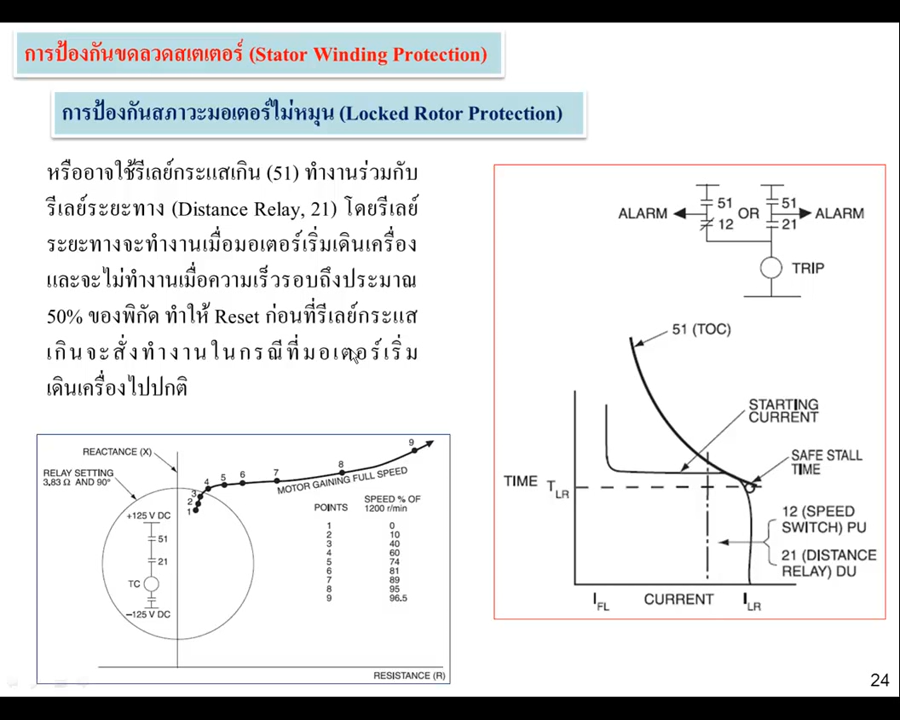 การป้องกันขดลวดสเตเตอร์ (Stator Winding Protection)
การป้องกันสภาวะมอเตอร์ไม่หมุน (Locked Rotor Protection)
หรืออาจใช้รีเลย์กระแสเกิน (51) ทำงานร่วมกับ
รีเลย์ระยะทาง (Distance Relay, 21) โดยรีเลย์
ระยะทางจะทำงานเมื่อมอเตอร์เริ่มเดินเครื่อง
และจะไม่ทำงานเมื่อความเร็วรอบถึงประมาณ
50% ของพิกัด ทำให้ Reset ก่อนที่รีเลย์กระแส
เกินจะสั่งทำงานในกรณีที่มอเตอร์เริ่ม
เดินเครื่องไปปกติ
51 OR 51
ALARM ALARM
12 21
TRIP
51 (TOC)
STARTING
CURRENT
SAFE STALL
TIME
TIME TLR
12 (SPEED
SWITCH) PU
21 (DISTANCE
RELAY) DU
IFL CURRENT ILR
REACTANCE (X)
RELAY SETTING
3,83 Ω AND 90°
+125 V DC
51
21
TC
–125 V DC
1
2
3
4
5
6
7
8
9
MOTOR GAINING FULL SPEED
POINTS SPEED % OF
1200 r/min
1 0
2 10
3 40
4 60
5 74
6 81
7 89
8 95
9 96.5
RESISTANCE (R)
24